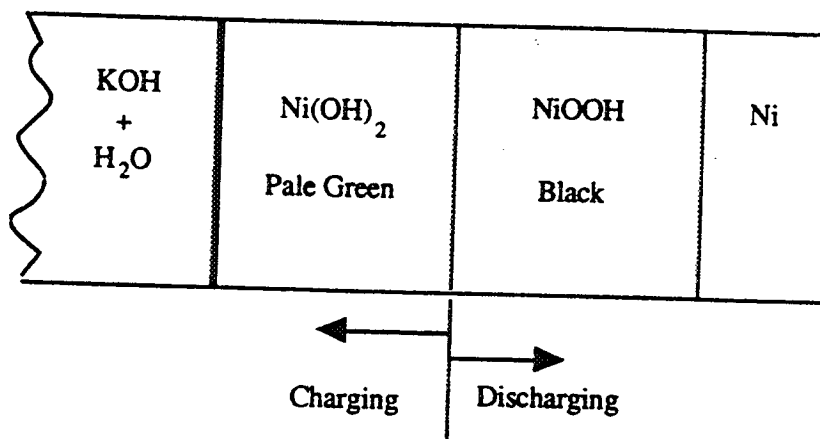 KOH
+
H₂O
Ni(OH)₂
Pale Green
NiOOH
Black
Ni
Charging
Discharging